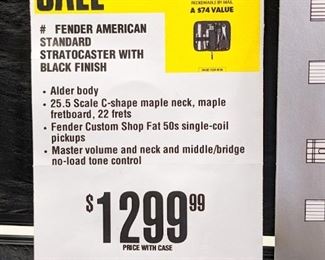 SALE
REDEEMABLE BY MAIL
A $74 VALUE
# FENDER AMERICAN
STANDARD
STRATOCASTER WITH
BLACK FINISH
• Alder body
• 25.5 Scale C-shape maple neck, maple
fretboard, 22 frets
• Fender Custom Shop Fat 50s single-coil
pickups
• Master volume and neck and middle/bridge
no-load tone control
$1299.99
PRICE WITH CASE